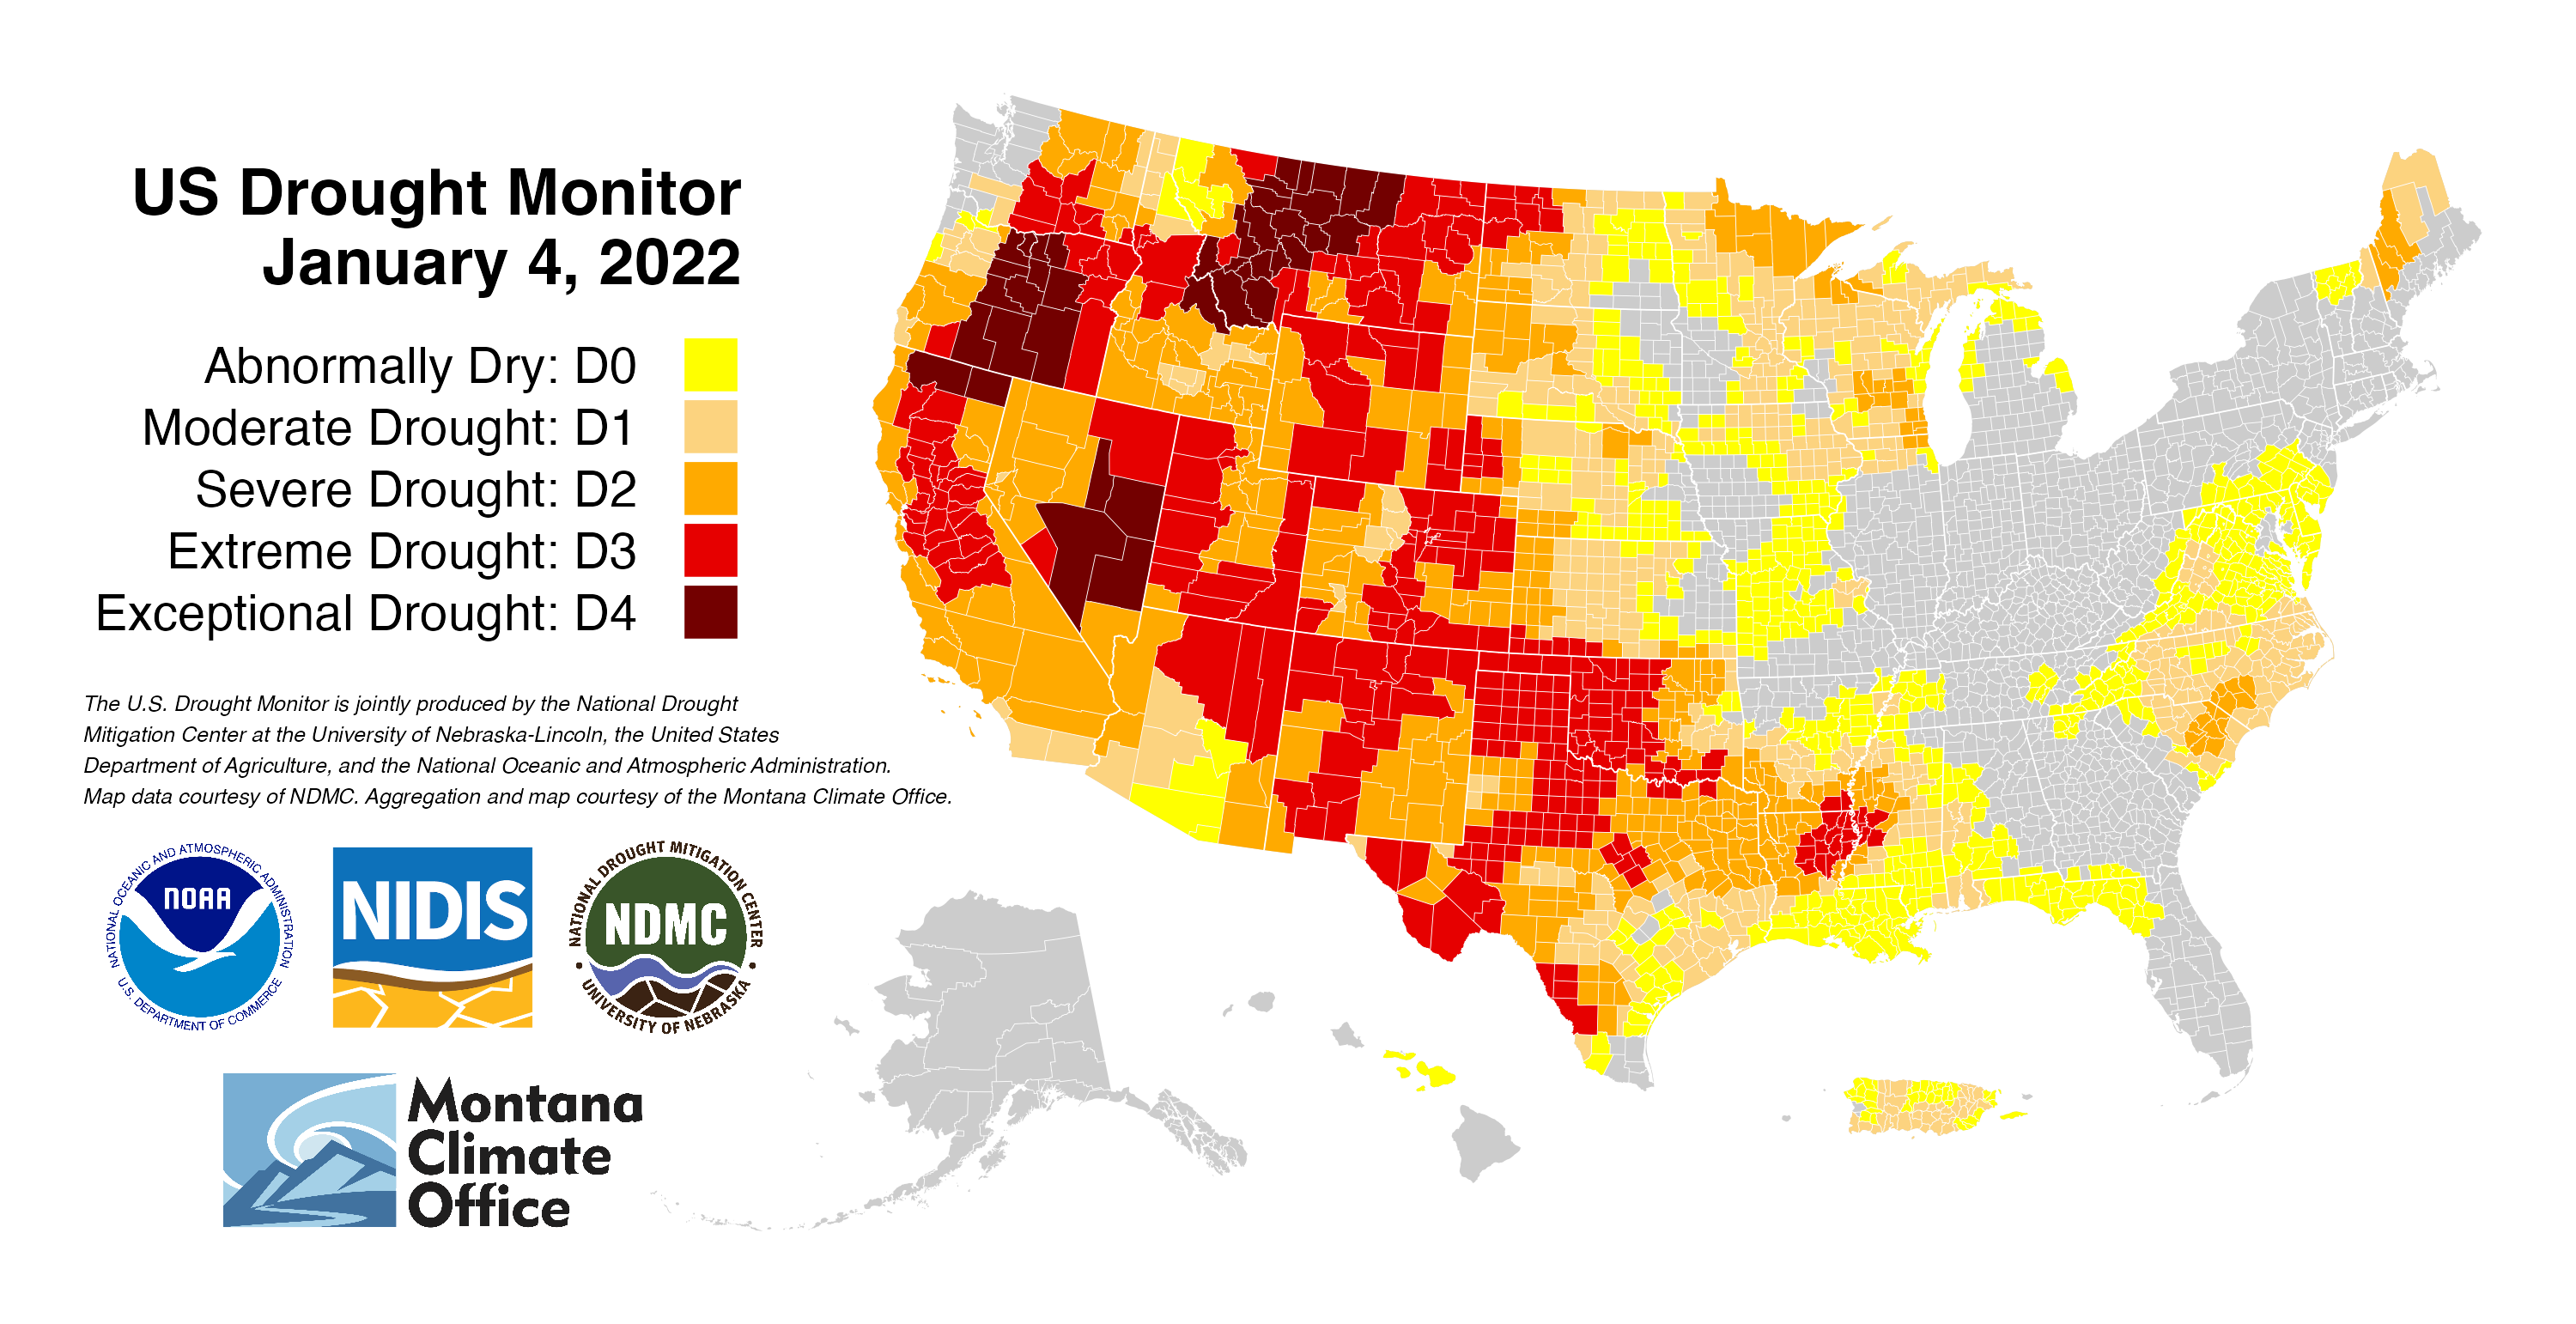 US Drought Monitor
January 4, 2022
Abnormally Dry: D0
Moderate Drought: D1
Severe Drought: D2
Extreme Drought: D3
Exceptional Drought: D4
The U.S. Drought Monitor is jointly produced by the National Drought
Mitigation Center at the University of Nebraska-Lincoln, the United States
Department of Agriculture, and the National Oceanic and Atmospheric Administration.
Map data courtesy of NDMC. Aggregation and map courtesy of the Montana Climate Office.
NATIONAL OCEANIC AND ATMOSPHERIC ADMINISTRATION
NOAA
U.S. DEPARTMENT OF COMMERCE
NIDIS
NATIONAL DROUGHT MITIGATION CENTER
NDMC
UNIVERSITY OF NEBRASKA
Montana
Climate
Office